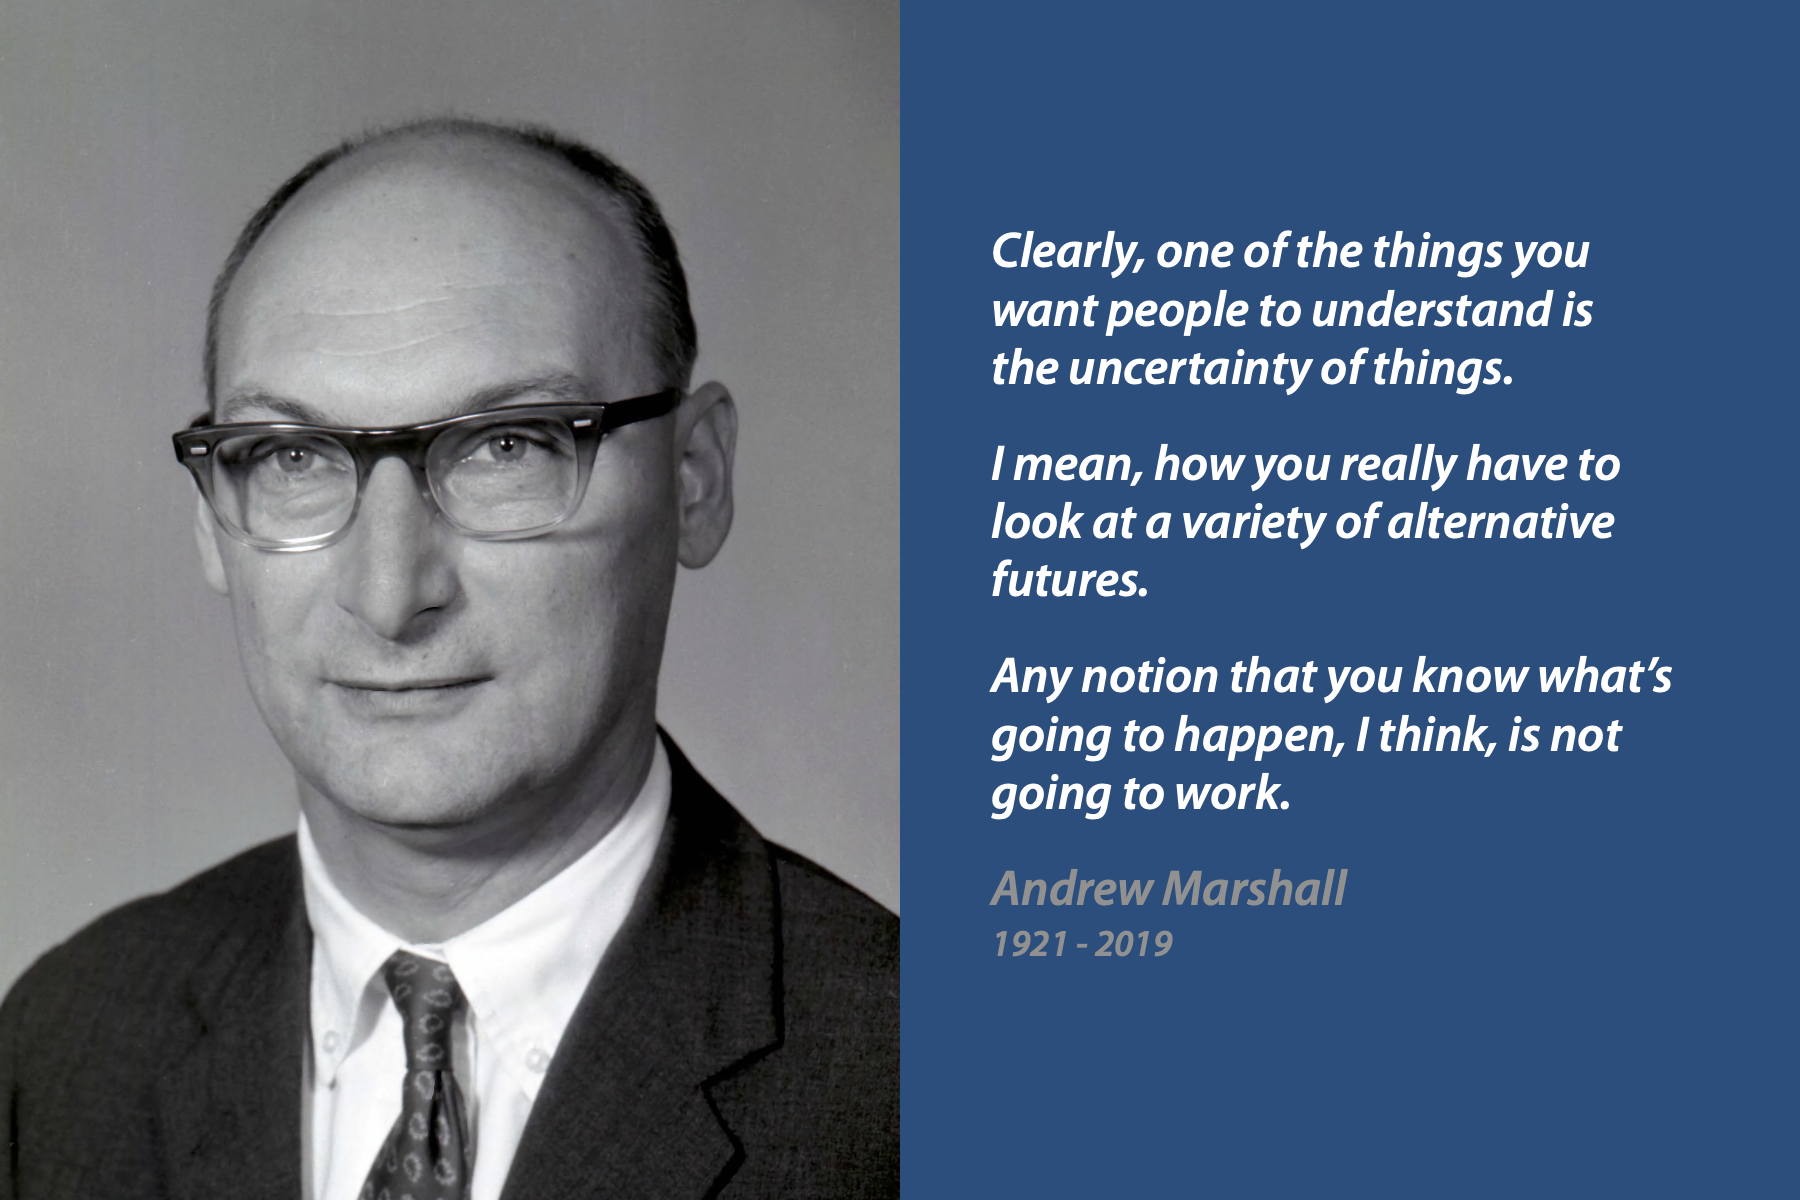 Clearly, one of the things you
want people to understand is
the uncertainty of things.
I mean, how you really have to
look at a variety of alternative
futures.
Any notion that you know what’s
going to happen, I think, is not
going to work.
Andrew Marshall
1921 - 2019